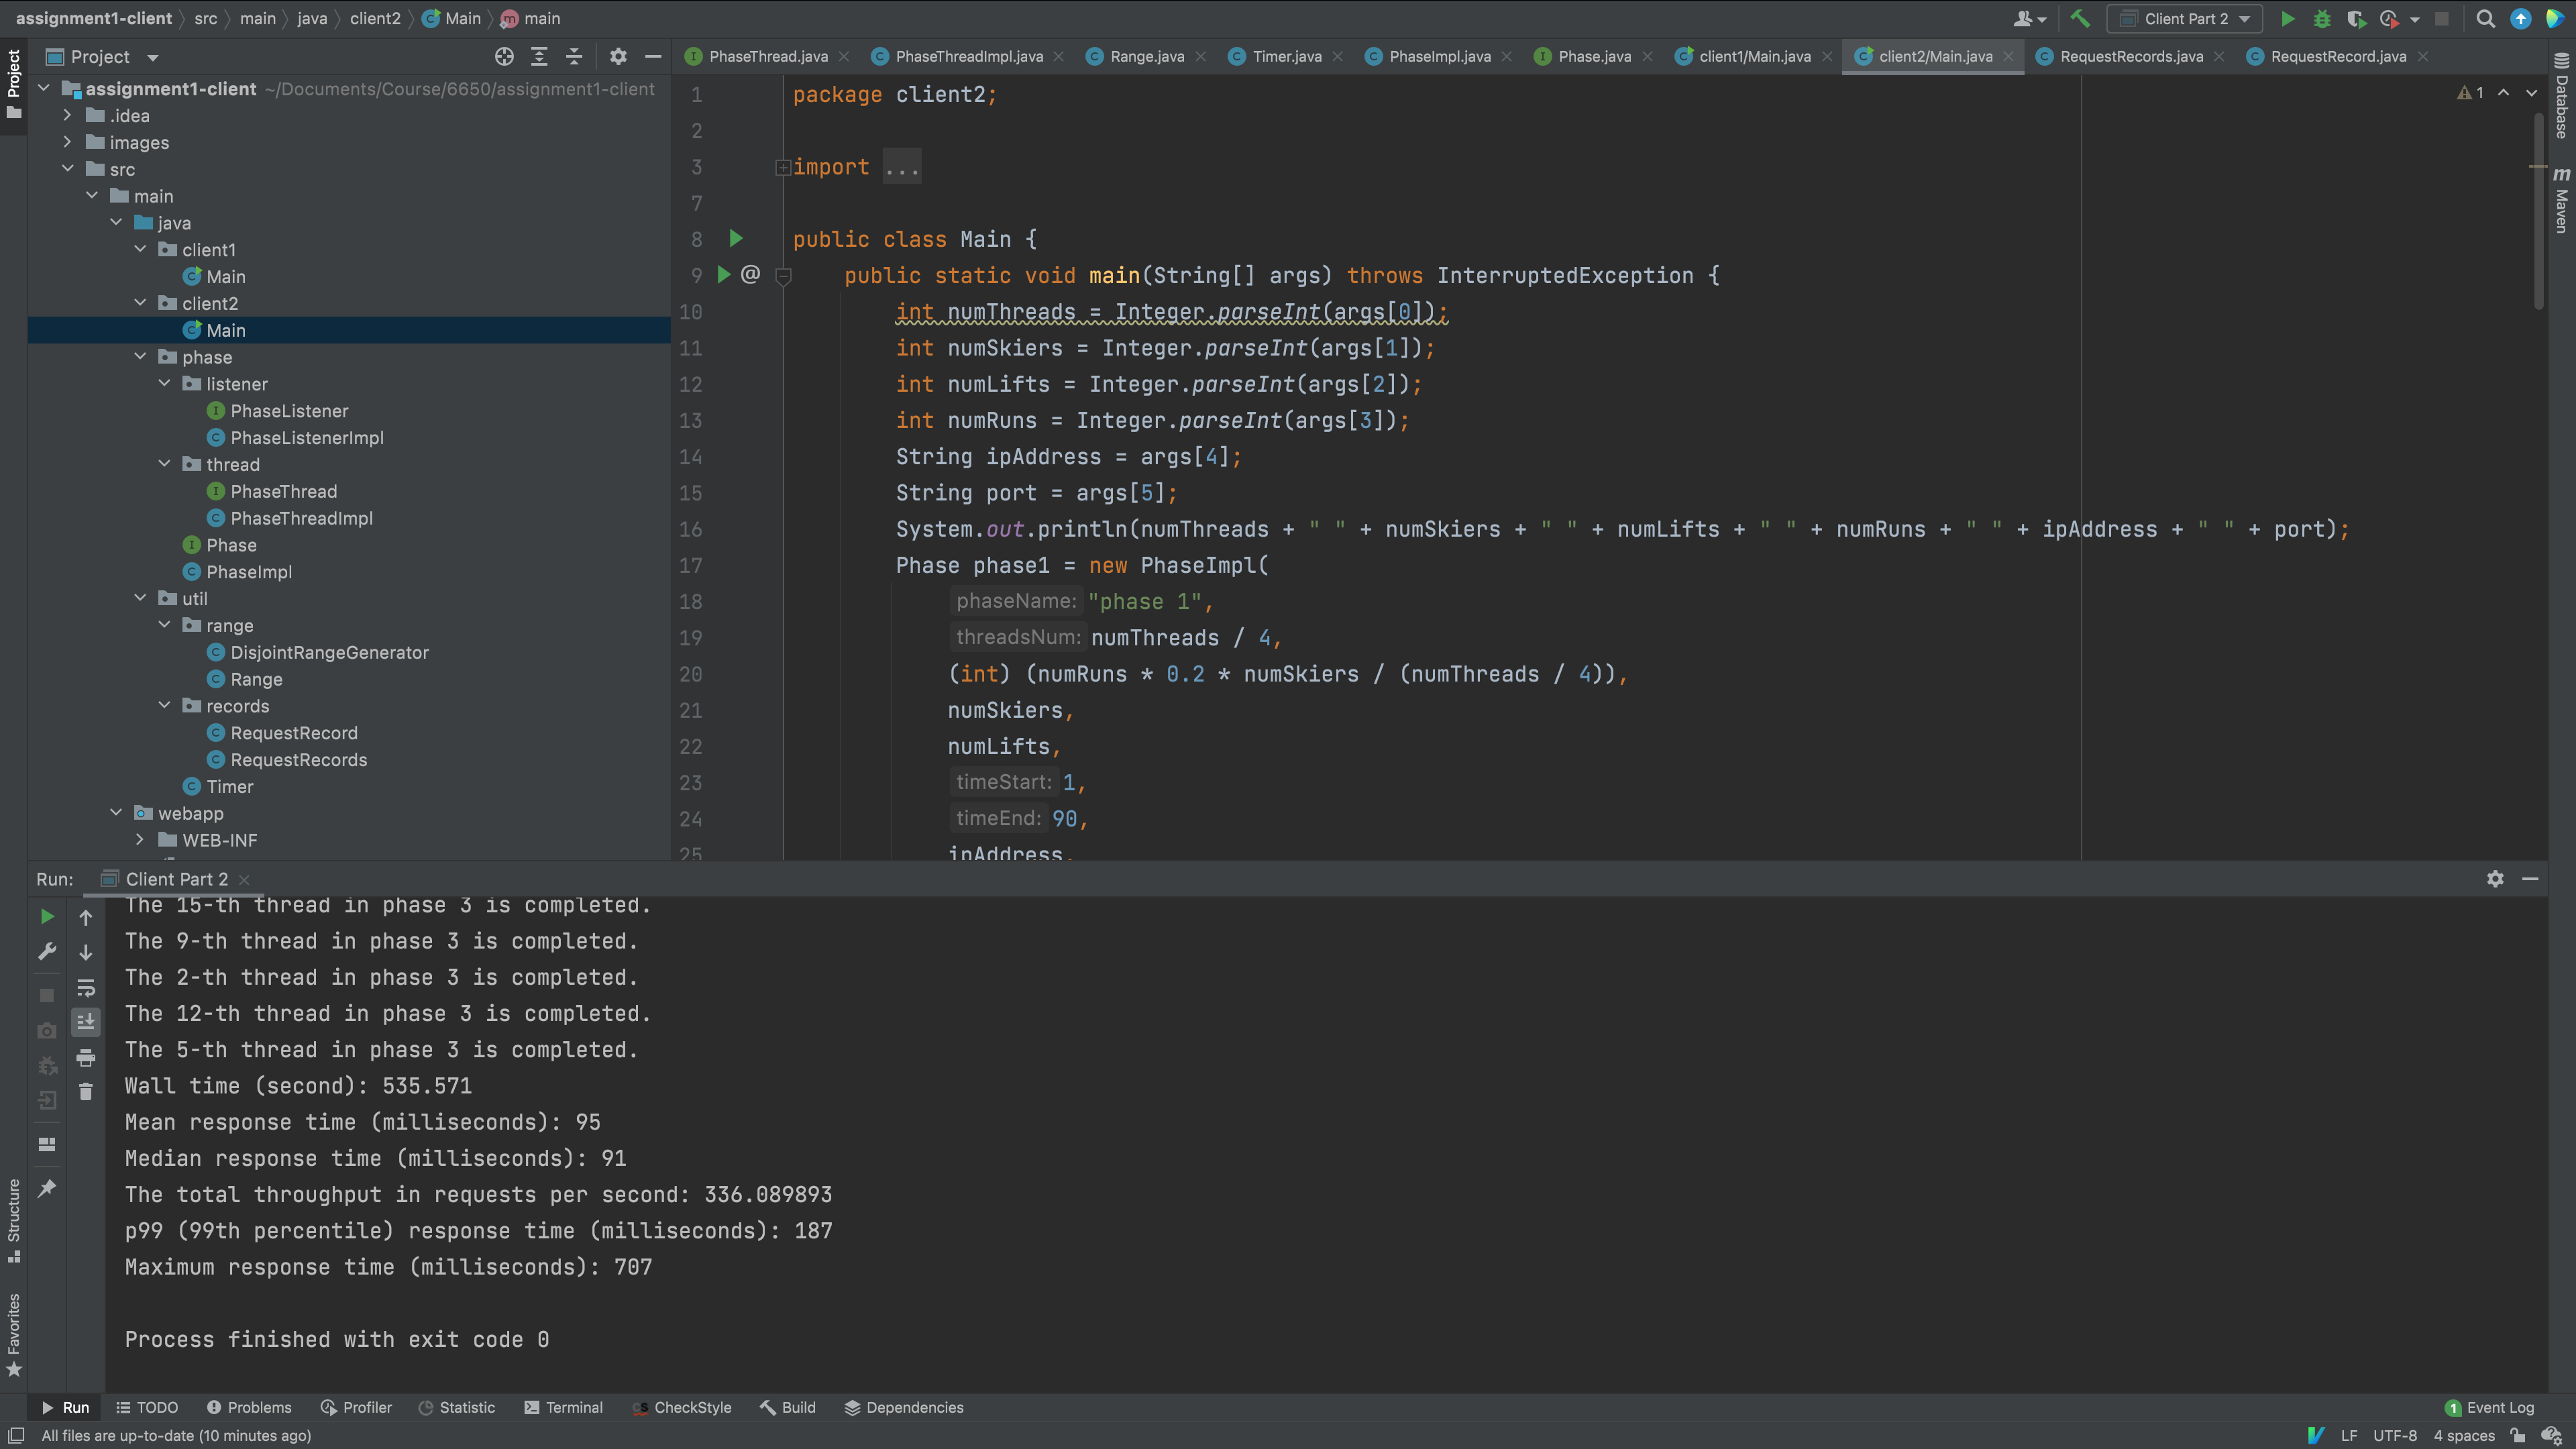 assignment1-client src main java client2 Main main Client Part 2
Project
PhaseThread.java PhaseThreadImpl.java Range.java Timer.java PhaseImpl.java Phase.java client1/Main.java client2/Main.java RequestRecords.java RequestRecord.java
assignment1-client ~/Documents/Course/6650/assignment1-client
.idea
images
src
main
java
client1
Main
client2
Main
phase
listener
PhaseListener
PhaseListenerImpl
thread
PhaseThread
PhaseThreadImpl
Phase
PhaseImpl
util
range
DisjointRangeGenerator
Range
records
RequestRecord
RequestRecords
Timer
webapp
WEB-INF
1 package client2;
2
3 import ...
7
8 public class Main {
9 @ public static void main(String[] args) throws InterruptedException {
10 int numThreads = Integer.parseInt(args[0]);
11 int numSkiers = Integer.parseInt(args[1]);
12 int numLifts = Integer.parseInt(args[2]);
13 int numRuns = Integer.parseInt(args[3]);
14 String ipAddress = args[4];
15 String port = args[5];
16 System.out.println(numThreads + " " + numSkiers + " " + numLifts + " " + numRuns + " " + ipAddress + " " + port);
17 Phase phase1 = new PhaseImpl(
18 phaseName: "phase 1",
19 threadsNum: numThreads / 4,
20 (int) (numRuns * 0.2 * numSkiers / (numThreads / 4)),
21 numSkiers,
22 numLifts,
23 timeStart: 1,
24 timeEnd: 90,
25 ipAddress,
1
Project
Structure
Favorites
Database
m Maven
Run: Client Part 2
The 15-th thread in phase 3 is completed.
The 9-th thread in phase 3 is completed.
The 2-th thread in phase 3 is completed.
The 12-th thread in phase 3 is completed.
The 5-th thread in phase 3 is completed.
Wall time (second): 535.571
Mean response time (milliseconds): 95
Median response time (milliseconds): 91
The total throughput in requests per second: 336.089893
p99 (99th percentile) response time (milliseconds): 187
Maximum response time (milliseconds): 707
Process finished with exit code 0
Run TODO Problems Profiler Statistic Terminal CheckStyle Build Dependencies 1 Event Log
All files are up-to-date (10 minutes ago) LF UTF-8 4 spaces